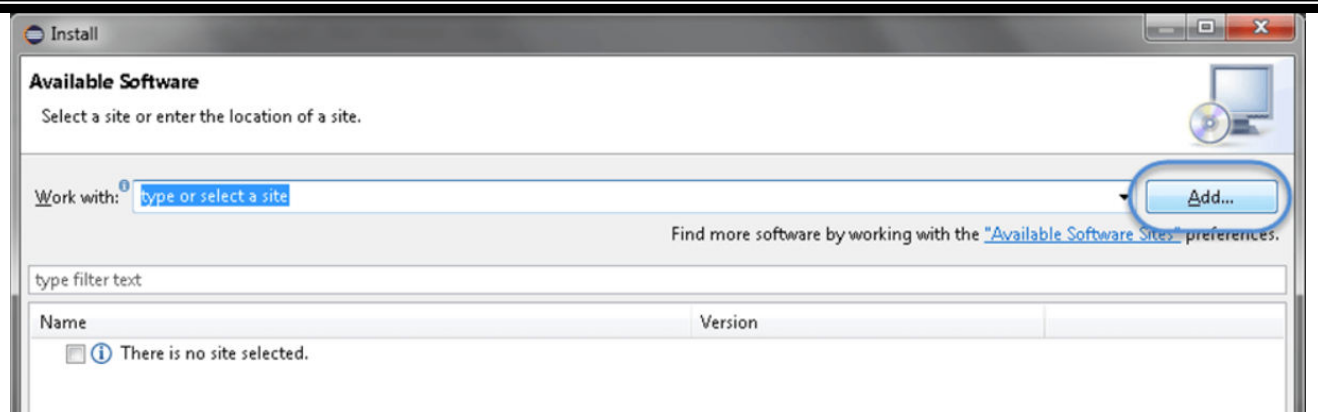 Install
Available Software
Select a site or enter the location of a site.
Work with: type or select a site Add...
Find more software by working with the "Available Software Sites" preferences.
type filter text
Name Version
There is no site selected.